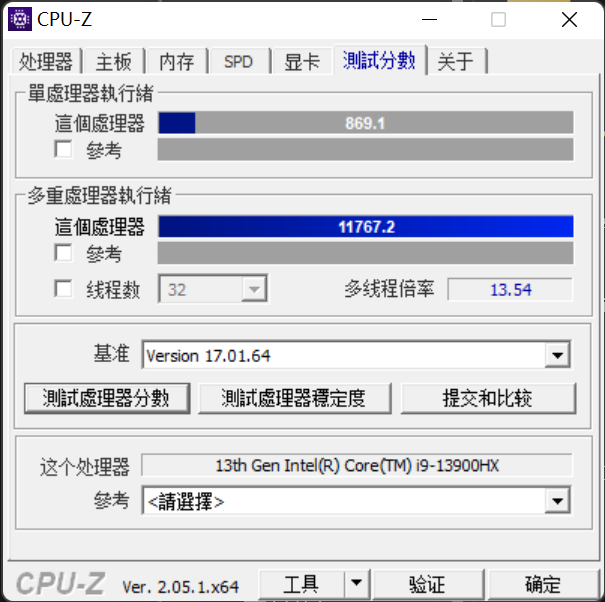 CPU-Z
处理器 主板 内存 SPD 显卡 測試分數 关于
單處理器執行緒
這個處理器 869.1
參考
多重處理器執行緒
這個處理器 11767.2
參考
线程数 32 多线程倍率 13.54
基准 Version 17.01.64
測試處理器分數 測試處理器穩定度 提交和比较
这个处理器 13th Gen Intel(R) Core(TM) i9-13900HX
參考 <請選擇>
CPU-Z Ver. 2.05.1.x64 工具 验证 确定